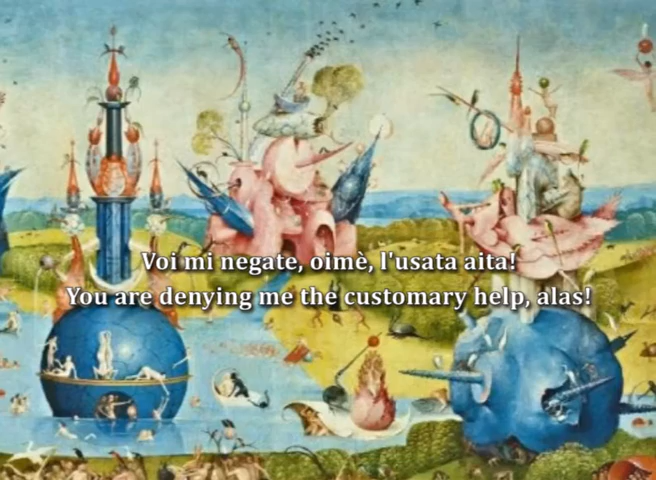 Voi mi negate, oimè, l'usata aita!
You are denying me the customary help, alas!